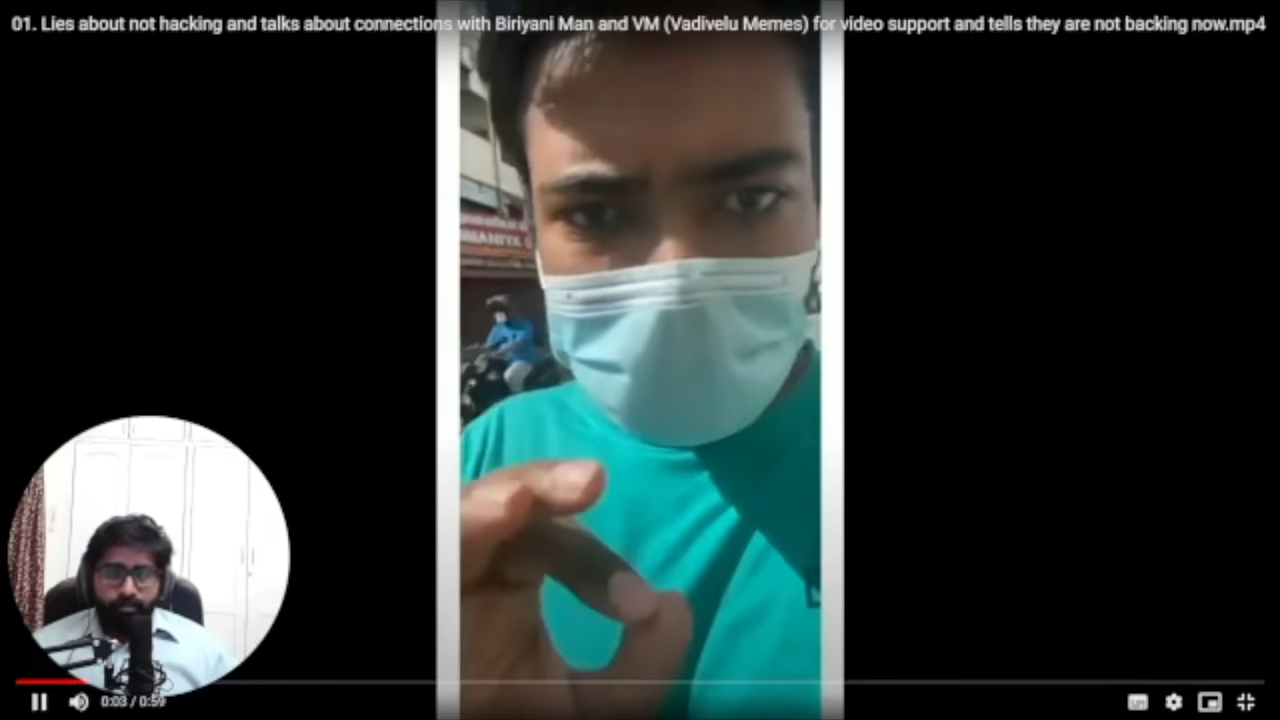 01. Lies about not hacking and talks about connections with Biriyani Man and VM (Vadivelu Memes) for video support and tells they are not backing now.mp4
0:03 / 0:59